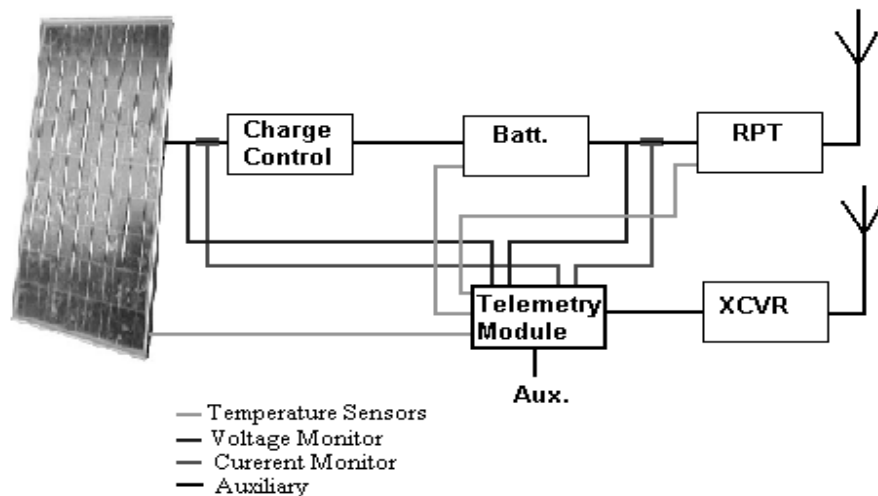 Charge
Control
Batt.
RPT
Telemetry
Module
XCVR
Aux.
Temperature Sensors
Voltage Monitor
Curerent Monitor
Auxiliary